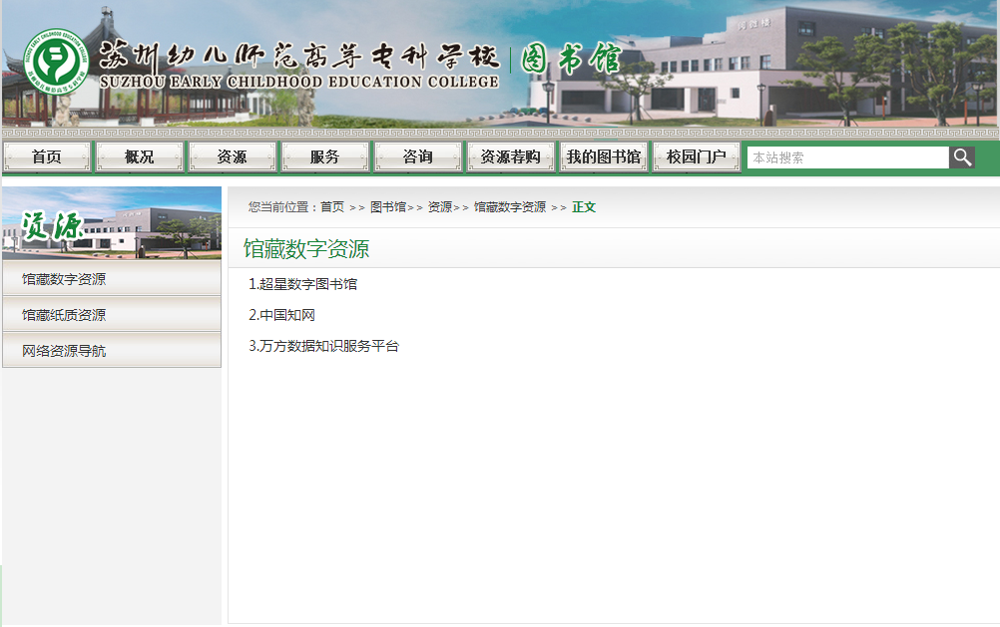 苏州幼儿师范高等专科学校 图书馆
SUZHOU EARLY CHILDHOOD EDUCATION COLLEGE
首页 概况 资源 服务 咨询 资源荐购 我的图书馆 校园门户 本站搜索
资源
您当前位置：首页 >> 图书馆>> 资源>> 馆藏数字资源 >> 正文
馆藏数字资源
馆藏数字资源
馆藏纸质资源
网络资源导航
1.超星数字图书馆
2.中国知网
3.万方数据知识服务平台